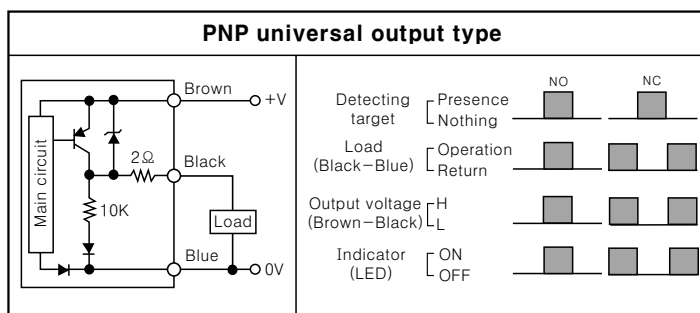 PNP universal output type
Brown
+V
Main circuit
2Ω
Black
10K
Load
Blue
0V
NO
NC
Detecting target
Presence
Nothing
Load (Black−Blue)
Operation
Return
Output voltage (Brown−Black)
H
L
Indicator (LED)
ON
OFF